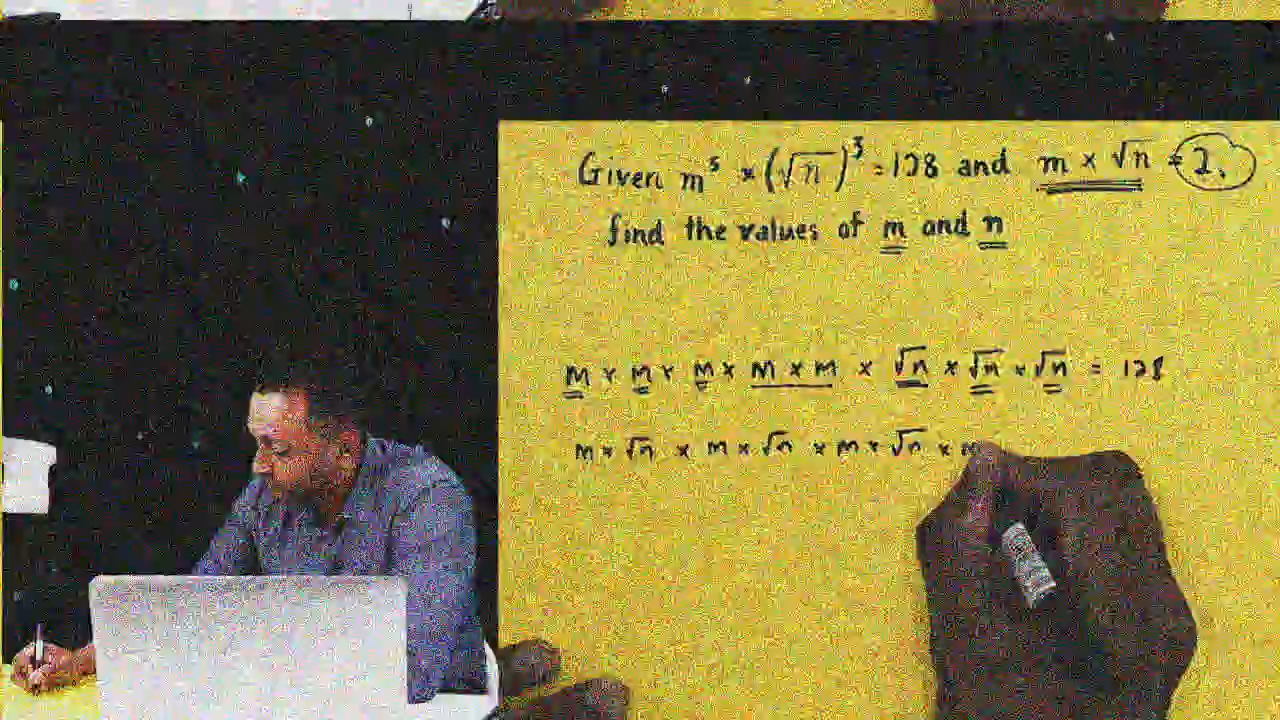 Given m⁵ × (√n)³ = 128 and m × √n = 2,
find the values of m and n
m × m × m × m × m × √n × √n × √n = 128
m × √n × m × √n × m × √n × m